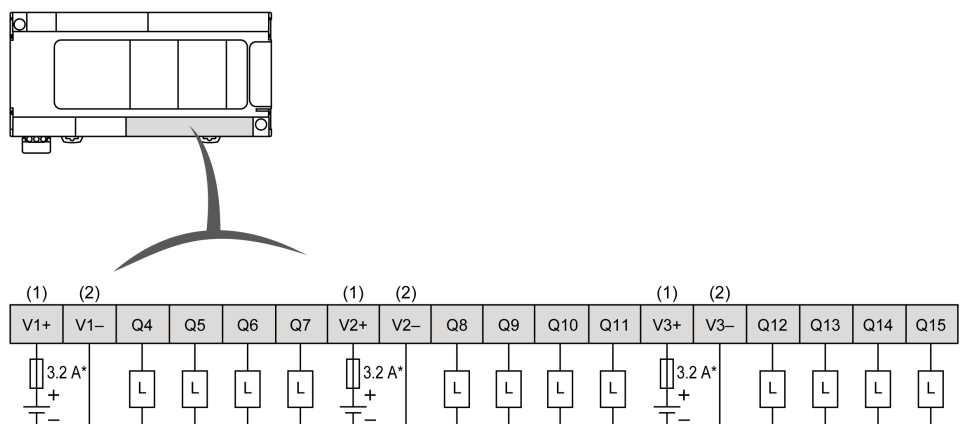 (1) (2) (1) (2) (1) (2)
V1+ V1– Q4 Q5 Q6 Q7 V2+ V2– Q8 Q9 Q10 Q11 V3+ V3– Q12 Q13 Q14 Q15
3.2 A* L L L L 3.2 A* L L L L 3.2 A* L L L L
+ + +
– – –